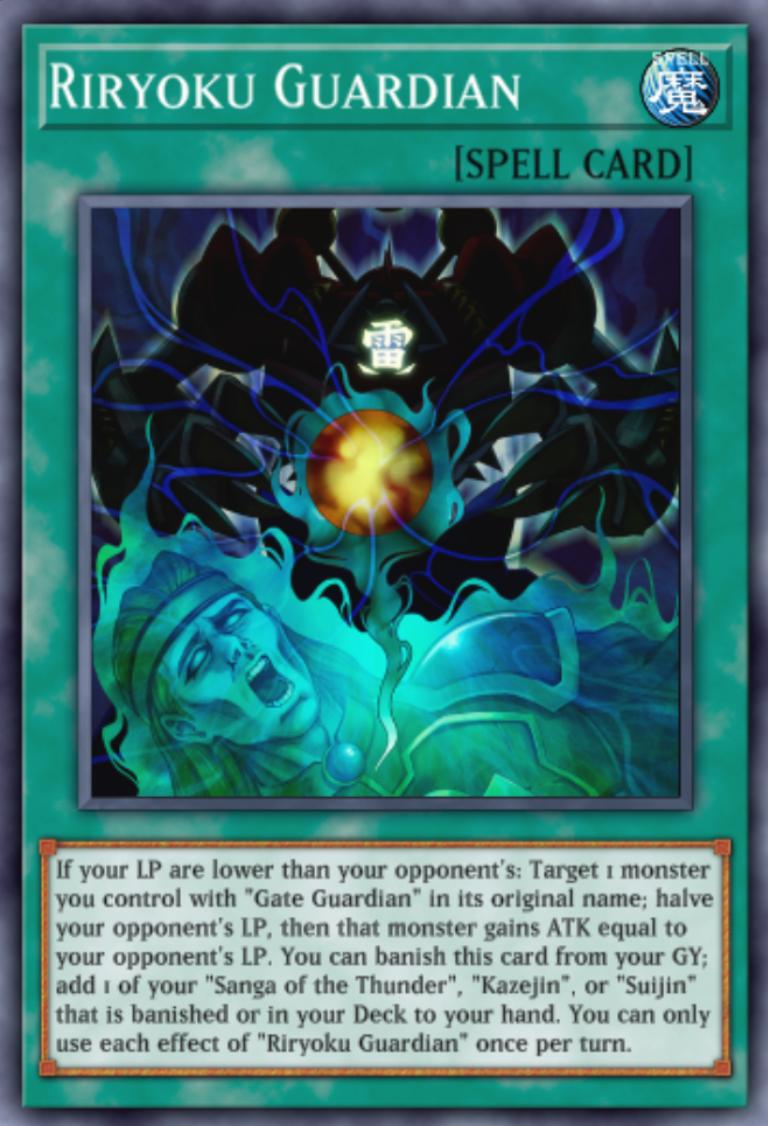 RIRYOKU GUARDIAN
SPELL
魔
[SPELL CARD]
雷
If your LP are lower than your opponent's: Target 1 monster
you control with "Gate Guardian" in its original name; halve
your opponent's LP, then that monster gains ATK equal to
your opponent's LP. You can banish this card from your GY;
add 1 of your "Sanga of the Thunder", "Kazejin", or "Suijin"
that is banished or in your Deck to your hand. You can only
use each effect of "Riryoku Guardian" once per turn.